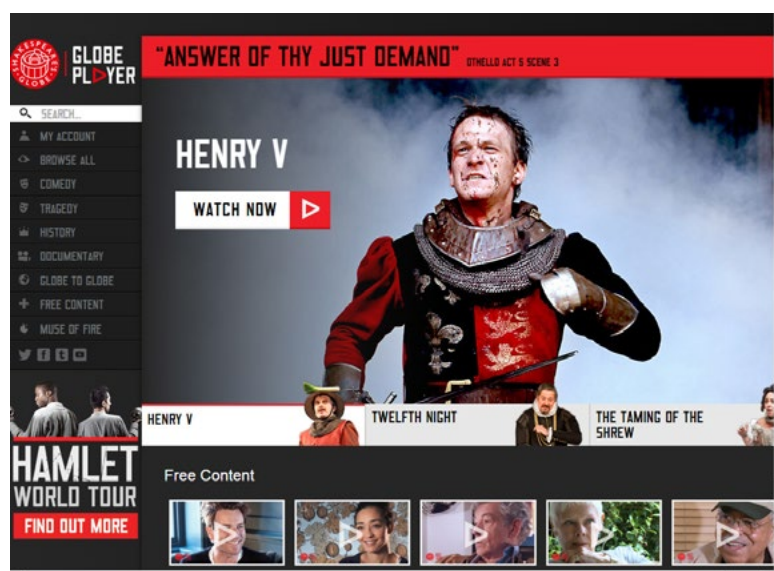 SHAKESPEARE'S GLOBE
GLOBE
PLAYER
"ANSWER OF THY JUST DEMAND" OTHELLO ACT 5 SCENE 3
SEARCH...
MY ACCOUNT
BROWSE ALL
COMEDY
TRAGEDY
HISTORY
DOCUMENTARY
GLOBE TO GLOBE
FREE CONTENT
MUSE OF FIRE
HENRY V
WATCH NOW
HENRY V
TWELFTH NIGHT
THE TAMING OF THE
SHREW
HAMLET
WORLD TOUR
FIND OUT MORE
Free Content